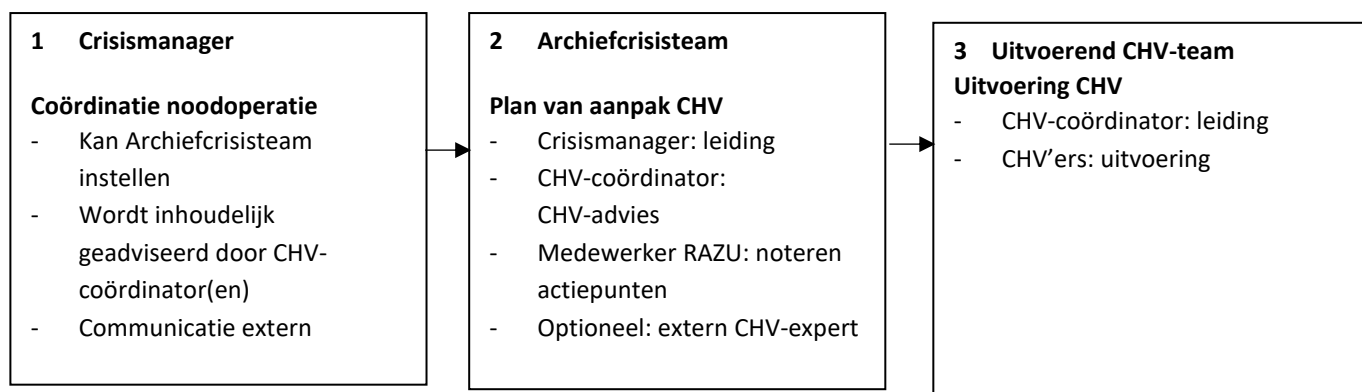 1 Crisismanager
Coördinatie noodoperatie
- Kan Archiefcrisisteam
instellen
- Wordt inhoudelijk
geadviseerd door CHV-
coördinator(en)
- Communicatie extern
2 Archiefcrisisteam
Plan van aanpak CHV
- Crisismanager: leiding
- CHV-coördinator:
CHV-advies
- Medewerker RAZU: noteren
actiepunten
- Optioneel: extern CHV-expert
3 Uitvoerend CHV-team
Uitvoering CHV
- CHV-coördinator: leiding
- CHV’ers: uitvoering